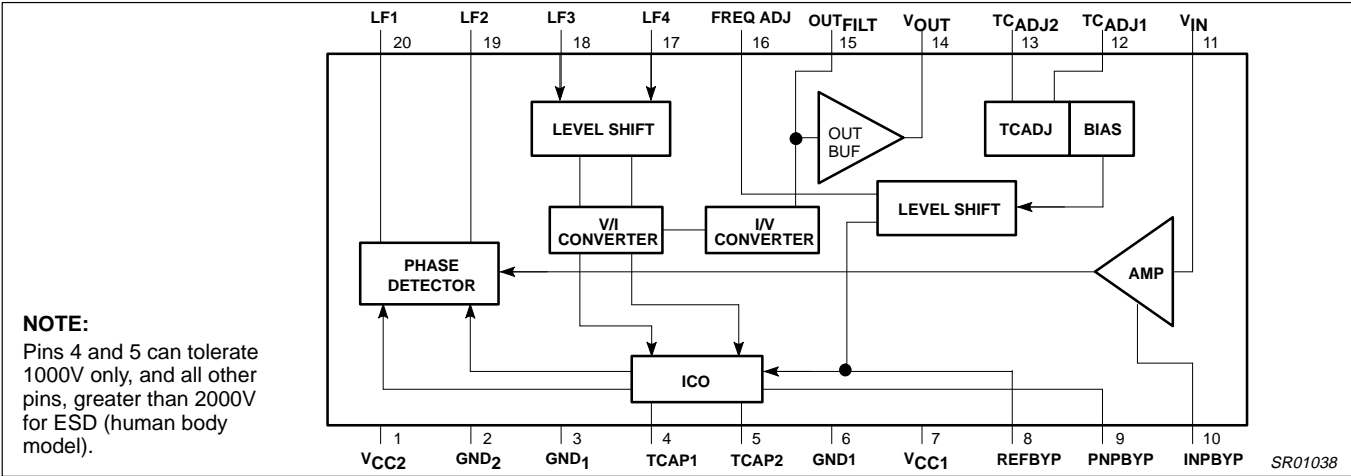 LF1 LF2 LF3 LF4 FREQ ADJ OUTFILT VOUT TCADJ2 TCADJ1 VIN
20 19 18 17 16 15 14 13 12 11
LEVEL SHIFT
OUT
BUF
TCADJ BIAS
LEVEL SHIFT
V/I
CONVERTER
I/V
CONVERTER
PHASE
DETECTOR
AMP
ICO
NOTE:
Pins 4 and 5 can tolerate
1000V only, and all other
pins, greater than 2000V
for ESD (human body
model).
1 2 3 4 5 6 7 8 9 10
VCC2 GND2 GND1 TCAP1 TCAP2 GND1 VCC1 REFBYP PNPBYP INPBYP
SR01038